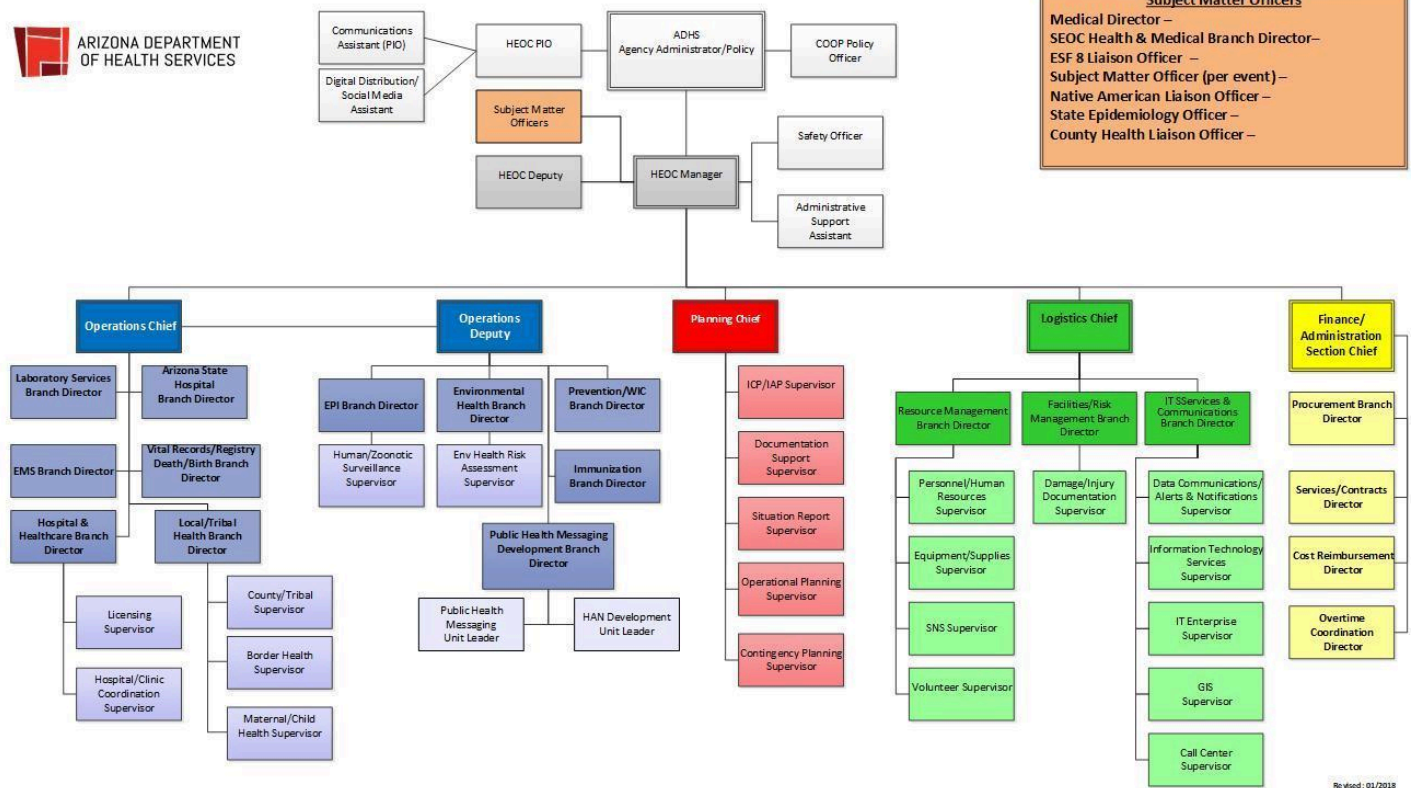 ARIZONA DEPARTMENT
OF HEALTH SERVICES
Communications
Assistant (PIO)
Digital Distribution/
Social Media
Assistant
HEOC PIO
ADHS
Agency Administrator/Policy
COOP Policy
Officer
Subject Matter
Officers
HEOC Deputy
HEOC Manager
Safety Officer
Administrative
Support
Assistant
Subject Matter Officers
Medical Director –
SEOC Health & Medical Branch Director–
ESF 8 Liaison Officer –
Subject Matter Officer (per event) –
Native American Liaison Officer –
State Epidemiology Officer –
County Health Liaison Officer –
Operations Chief
Operations
Deputy
Planning Chief
Logistics Chief
Finance/
Administration
Section Chief
Laboratory Services
Branch Director
Arizona State
Hospital
Branch Director
EMS Branch Director
Vital Records/Registry
Death/Birth Branch
Director
Hospital &
Healthcare Branch
Director
Local/Tribal
Health Branch
Director
Licensing
Supervisor
Hospital/Clinic
Coordination
Supervisor
County/Tribal
Supervisor
Border Health
Supervisor
Maternal/Child
Health Supervisor
EPI Branch Director
Human/Zoonotic
Surveillance
Supervisor
Environmental
Health Branch
Director
Env Health Risk
Assessment
Supervisor
Prevention/WIC
Branch Director
Immunization
Branch Director
Public Health Messaging
Development Branch
Director
Public Health
Messaging
Unit Leader
HAN Development
Unit Leader
ICP/IAP Supervisor
Documentation
Support
Supervisor
Situation Report
Supervisor
Operational Planning
Supervisor
Contingency Planning
Supervisor
Resource Management
Branch Director
Personnel/Human
Resources
Supervisor
Equipment/Supplies
Supervisor
SNS Supervisor
Volunteer Supervisor
Facilities/Risk
Management Branch
Director
Damage/Injury
Documentation
Supervisor
IT SServices &
Communications
Branch Director
Data Communications/
Alerts & Notifications
Supervisor
Information Technology
Services
Supervisor
IT Enterprise
Supervisor
GIS
Supervisor
Call Center
Supervisor
Procurement Branch
Director
Services/Contracts
Director
Cost Reimbursement
Director
Overtime
Coordination
Director
Revised: 01/2018